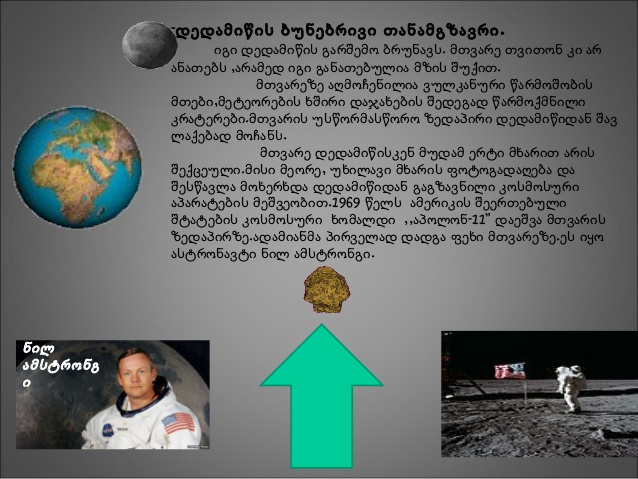 დედამიწის ბუნებრივი თანამგზავრი.
იგი დედამიწის გარშემო ბრუნავს. მთვარე თვითონ კი არ
ანათებს ,არამედ იგი განათებულია მზის შუქით.
მთვარეზე აღმოჩენილია ვულკანური წარმოშობის
მთები,მეტეორების ხშირი დაჯახების შედეგად წარმოქმნილი
კრატერები.მთვარის უსწორმასწორო ზედაპირი დედამიწიდან შავ
ლაქებად მოჩანს.
მთვარე დედამიწისკენ მუდამ ერტი მხარით არის
შექცეული.მისი მეორე, უხილავი მხარის ფოტოგადაღება და
შესწავლა მოხერხდა დედამიწიდან გაგზავნილი კოსმოსური
აპარატების მეშვეობით.1969 წელს ამერიკის შეერთებული
შტატების კოსმოსური ხომალდი ,,აპოლონ-11” დაეშვა მთვარის
ზედაპირზე.ადამიანმა პირველად დადგა ფეხი მთვარეზე.ეს იყო
ასტრონავტი ნილ ამსტრონგი.
ნილ
ამსტრონგ
ი